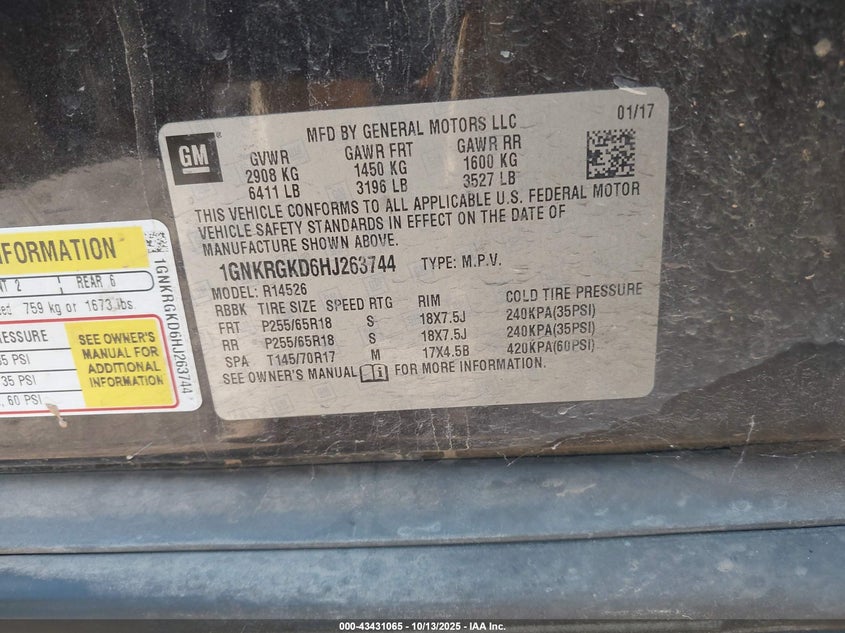 MFD BY GENERAL MOTORS LLC 01/17
GM
GVWR GAWR FRT GAWR RR
2908 KG 1450 KG 1600 KG
6411 LB 3196 LB 3527 LB
THIS VEHICLE CONFORMS TO ALL APPLICABLE U.S. FEDERAL MOTOR
VEHICLE SAFETY STANDARDS IN EFFECT ON THE DATE OF
MANUFACTURE SHOWN ABOVE.
1GNKRGKD6HJ263744 TYPE: M.P.V.
MODEL: R14526
RBBK TIRE SIZE SPEED RTG RIM COLD TIRE PRESSURE
FRT P255/65R18 S 18X7.5J 240KPA(35PSI)
RR P255/65R18 S 18X7.5J 240KPA(35PSI)
SPA T145/70R17 M 17X4.5B 420KPA(60PSI)
SEE OWNER'S MANUAL FOR MORE INFORMATION.
REAR 6
759 kg or 1673 lbs
SEE OWNER'S
MANUAL FOR
ADDITIONAL
INFORMATION
35 PSI
, 60 PSI
1GNKRGKD6HJ263744
000-43431065 - 10/13/2025 - IAA Inc.